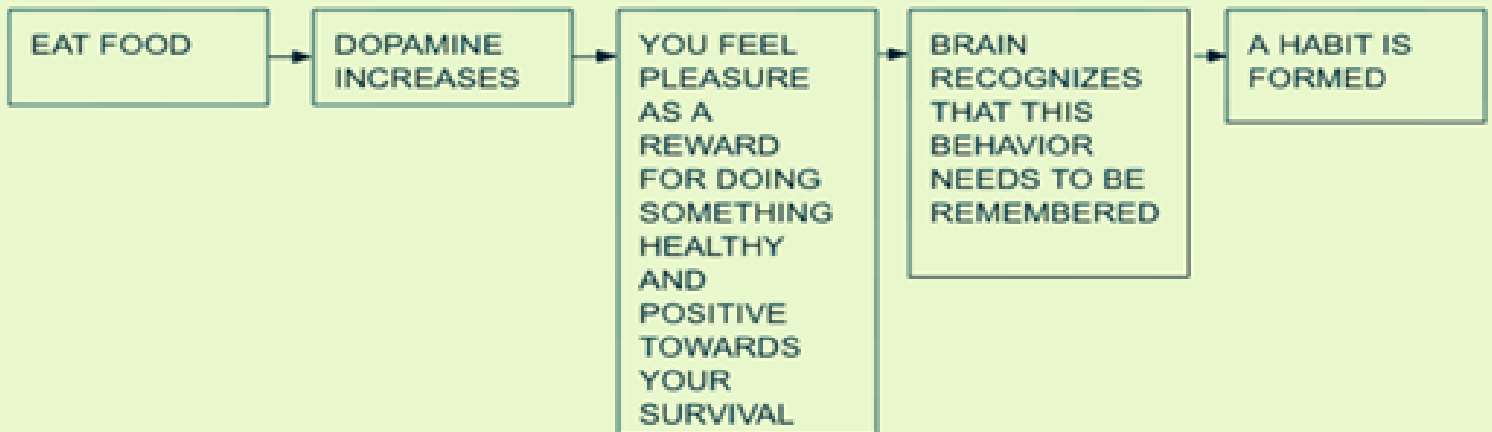 EAT FOOD
DOPAMINE
INCREASES
YOU FEEL
PLEASURE
AS A
REWARD
FOR DOING
SOMETHING
HEALTHY
AND
POSITIVE
TOWARDS
YOUR
SURVIVAL
BRAIN
RECOGNIZES
THAT THIS
BEHAVIOR
NEEDS TO BE
REMEMBERED
A HABIT IS
FORMED